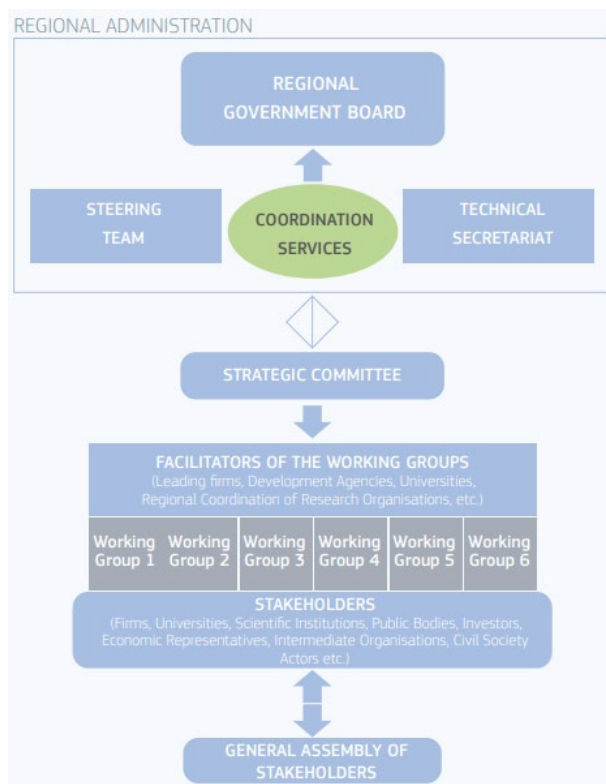 REGIONAL ADMINISTRATION
REGIONAL
GOVERNMENT BOARD
STEERING
TEAM
COORDINATION
SERVICES
TECHNICAL
SECRETARIAT
STRATEGIC COMMITTEE
FACILITATORS OF THE WORKING GROUPS
(Leading firms, Development Agencies, Universities,
Regional Coordination of Research Organisations, etc.)
Working
Group 1
Working
Group 2
Working
Group 3
Working
Group 4
Working
Group 5
Working
Group 6
STAKEHOLDERS
(Firms, Universities, Scientific Institutions, Public Bodies, Investors,
Economic Representatives, Intermediate Organisations, Civil Society
Actors etc.)
GENERAL ASSEMBLY OF
STAKEHOLDERS